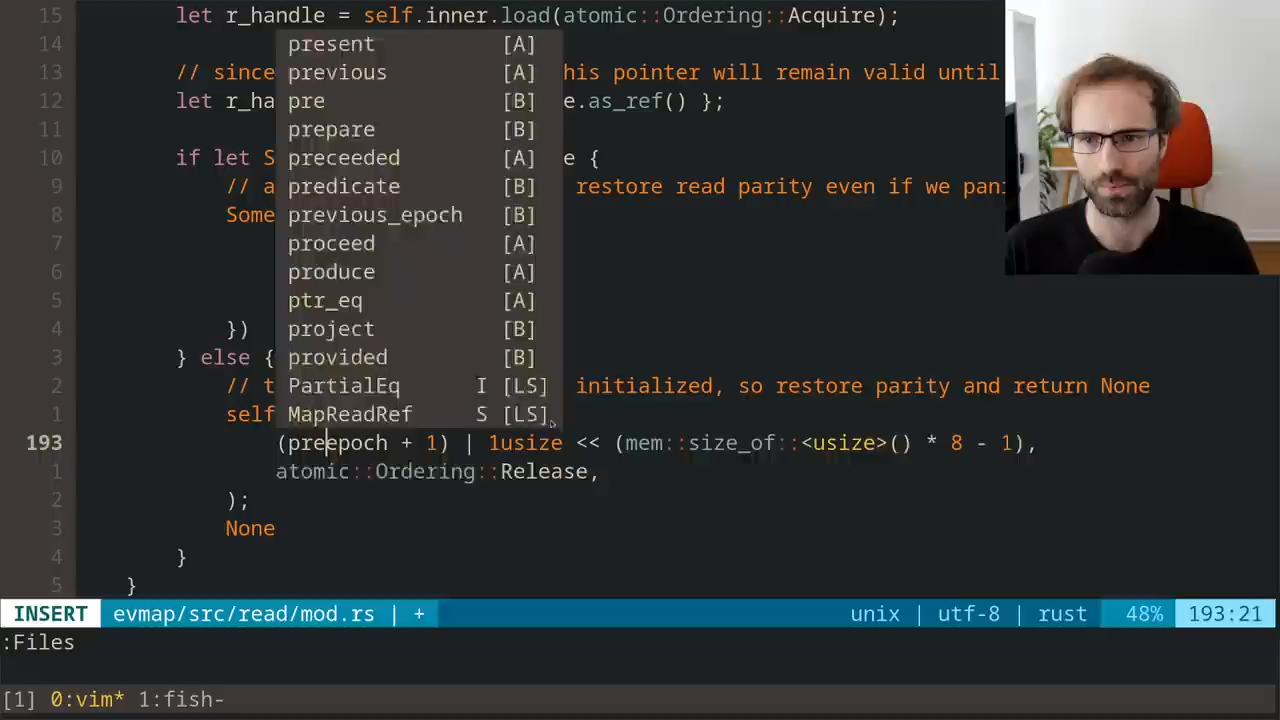 15 let r_handle = self.inner.load(atomic::Ordering::Acquire);
14 present [A]
13 // since previous [A] his pointer will remain valid until
12 let r_ha pre [B] e.as_ref() };
11 prepare [B]
10 if let S preceeded [A] e {
9 // a predicate [B] restore read parity even if we pani
8 Some previous_epoch [B]
7 proceed [A]
6 produce [A]
5 ptr_eq [A]
4 }) project [B]
3 } else { provided [B]
2 // t PartialEq I [LS] initialized, so restore parity and return None
1 self MapReadRef S [LS]
193 (preepoch + 1) | 1usize << (mem::size_of::<usize>() * 8 - 1),
1 atomic::Ordering::Release,
2 );
3 None
4 }
5 }
INSERT evmap/src/read/mod.rs | + unix | utf-8 | rust 48% 193:21
:Files
[1] 0:vim* 1:fish-